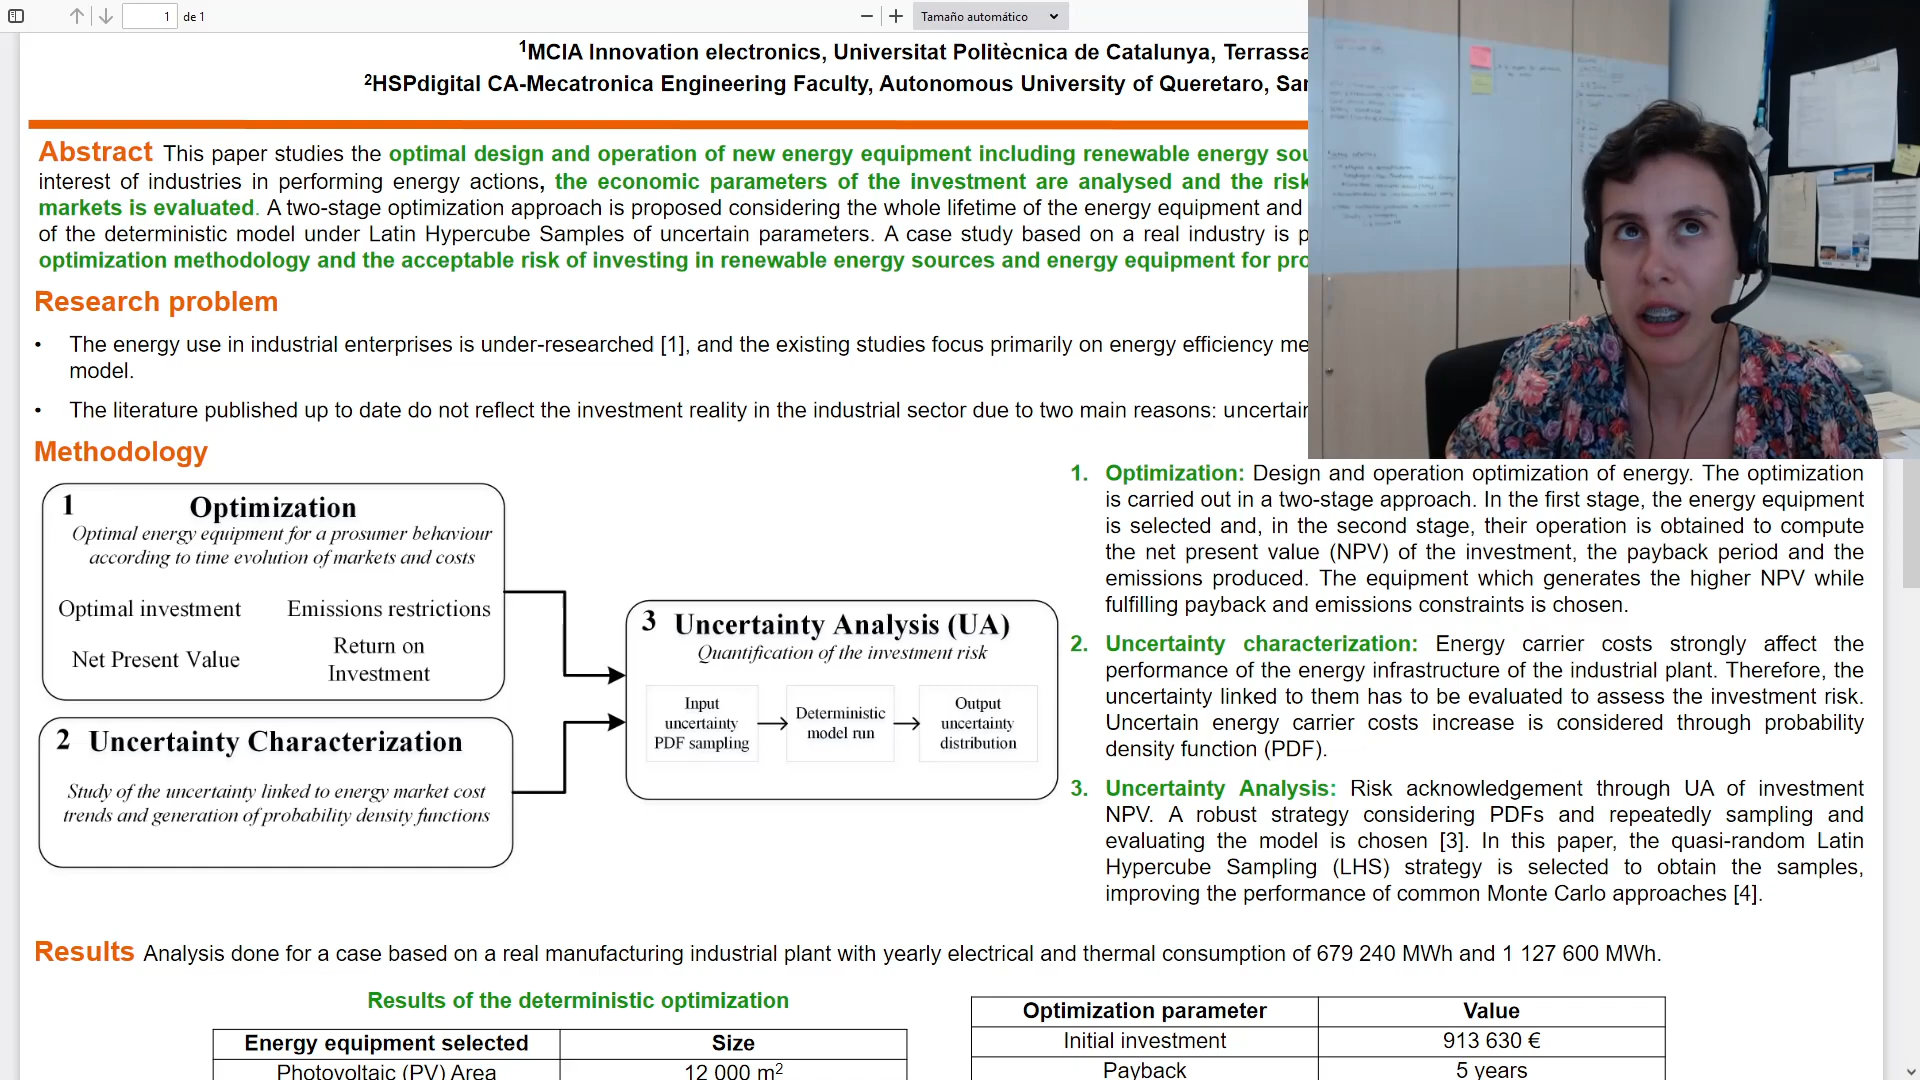 1 de 1 Tamaño automático
¹MCIA Innovation electronics, Universitat Politècnica de Catalunya, Terrassa
²HSPdigital CA-Mecatronica Engineering Faculty, Autonomous University of Queretaro, Sar
Abstract This paper studies the optimal design and operation of new energy equipment including renewable energy sou
interest of industries in performing energy actions, the economic parameters of the investment are analysed and the risk
markets is evaluated. A two-stage optimization approach is proposed considering the whole lifetime of the energy equipment and
of the deterministic model under Latin Hypercube Samples of uncertain parameters. A case study based on a real industry is p
optimization methodology and the acceptable risk of investing in renewable energy sources and energy equipment for pro
Research problem
• The energy use in industrial enterprises is under-researched [1], and the existing studies focus primarily on energy efficiency me
model.
• The literature published up to date do not reflect the investment reality in the industrial sector due to two main reasons: uncertain
Methodology
1 Optimization
Optimal energy equipment for a prosumer behaviour
according to time evolution of markets and costs
Optimal investment Emissions restrictions
Net Present Value Return on
Investment
2 Uncertainty Characterization
Study of the uncertainty linked to energy market cost
trends and generation of probability density functions
3 Uncertainty Analysis (UA)
Quantification of the investment risk
Input
uncertainty
PDF sampling
Deterministic
model run
Output
uncertainty
distribution
1. Optimization: Design and operation optimization of energy. The optimization
is carried out in a two-stage approach. In the first stage, the energy equipment
is selected and, in the second stage, their operation is obtained to compute
the net present value (NPV) of the investment, the payback period and the
emissions produced. The equipment which generates the higher NPV while
fulfilling payback and emissions constraints is chosen.
2. Uncertainty characterization: Energy carrier costs strongly affect the
performance of the energy infrastructure of the industrial plant. Therefore, the
uncertainty linked to them has to be evaluated to assess the investment risk.
Uncertain energy carrier costs increase is considered through probability
density function (PDF).
3. Uncertainty Analysis: Risk acknowledgement through UA of investment
NPV. A robust strategy considering PDFs and repeatedly sampling and
evaluating the model is chosen [3]. In this paper, the quasi-random Latin
Hypercube Sampling (LHS) strategy is selected to obtain the samples,
improving the performance of common Monte Carlo approaches [4].
Results Analysis done for a case based on a real manufacturing industrial plant with yearly electrical and thermal consumption of 679 240 MWh and 1 127 600 MWh.
Results of the deterministic optimization
Energy equipment selected Size
Photovoltaic (PV) Area 12 000 m²
Optimization parameter Value
Initial investment 913 630 €
Payback 5 years